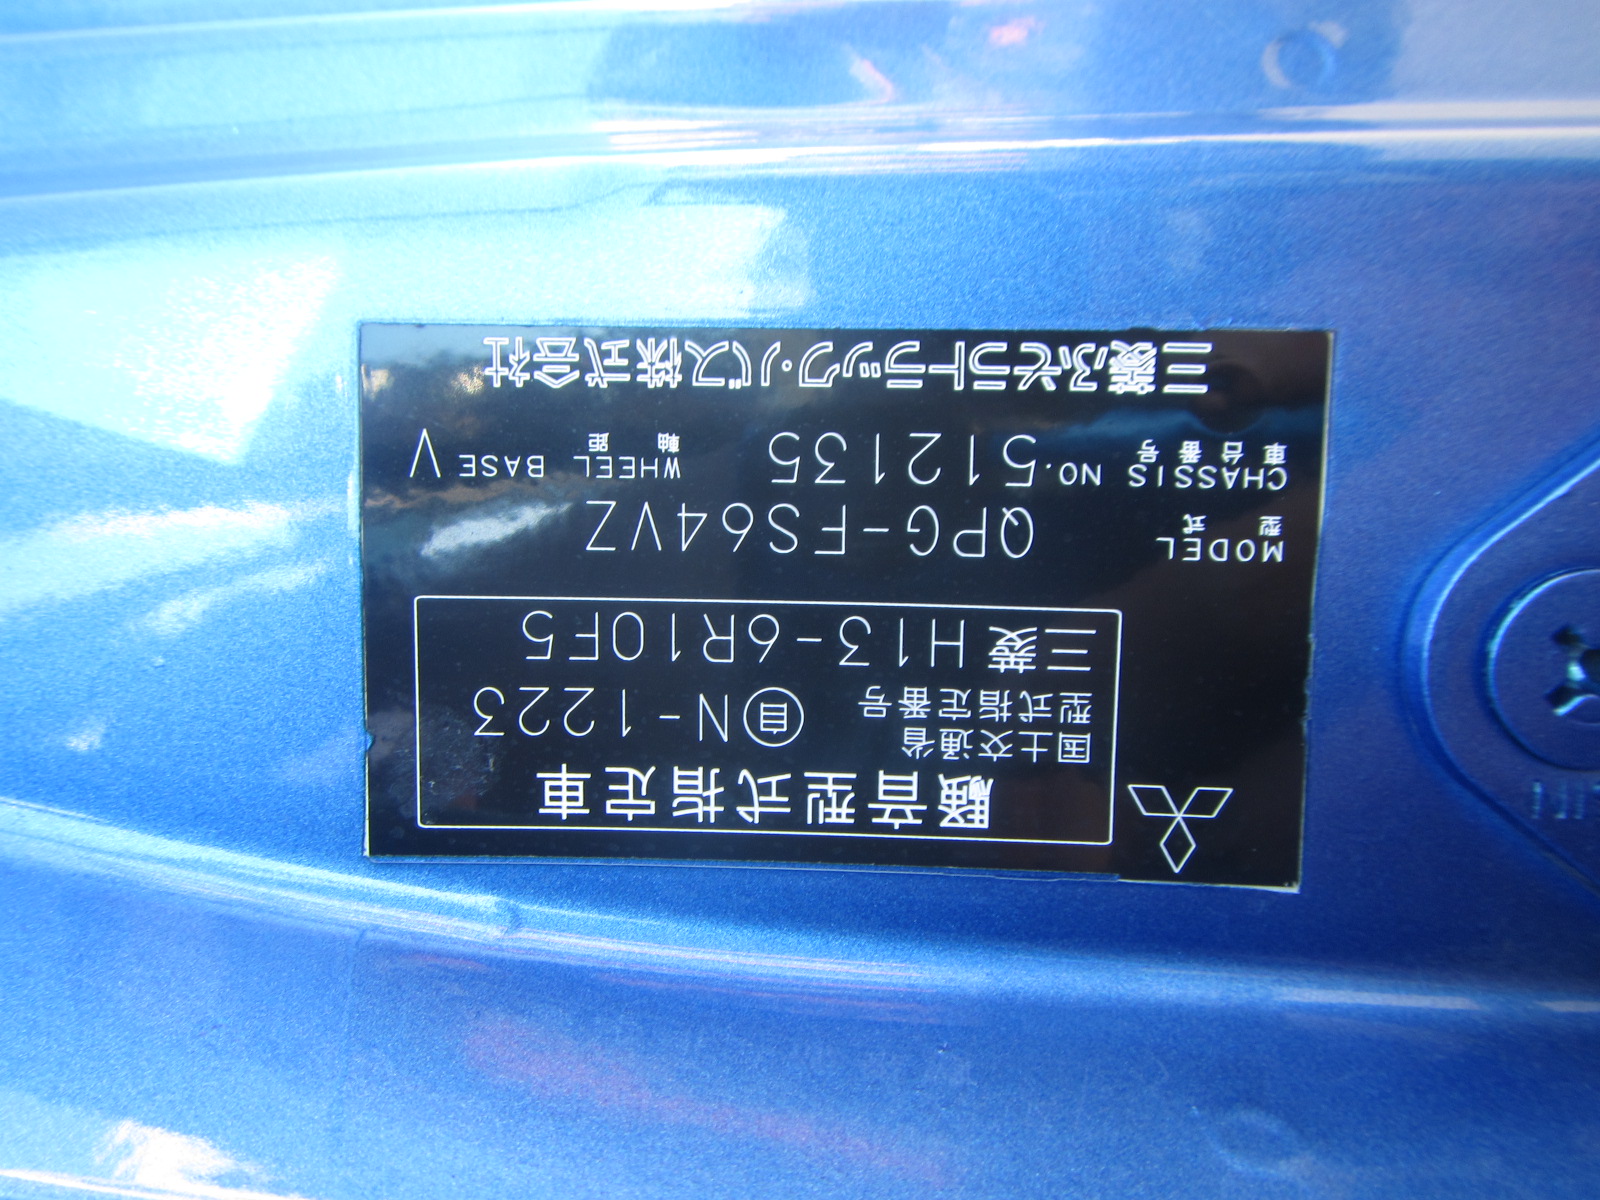 騒音型式指定車
国土交通省
型式指定番号 自N-1223
三菱 H13-6R10F5
MODEL 型式 QPG-FS64VZ
CHASSIS NO. 車台番号 512135 WHEEL BASE 軸距 V
三菱ふそうトラック・バス株式会社